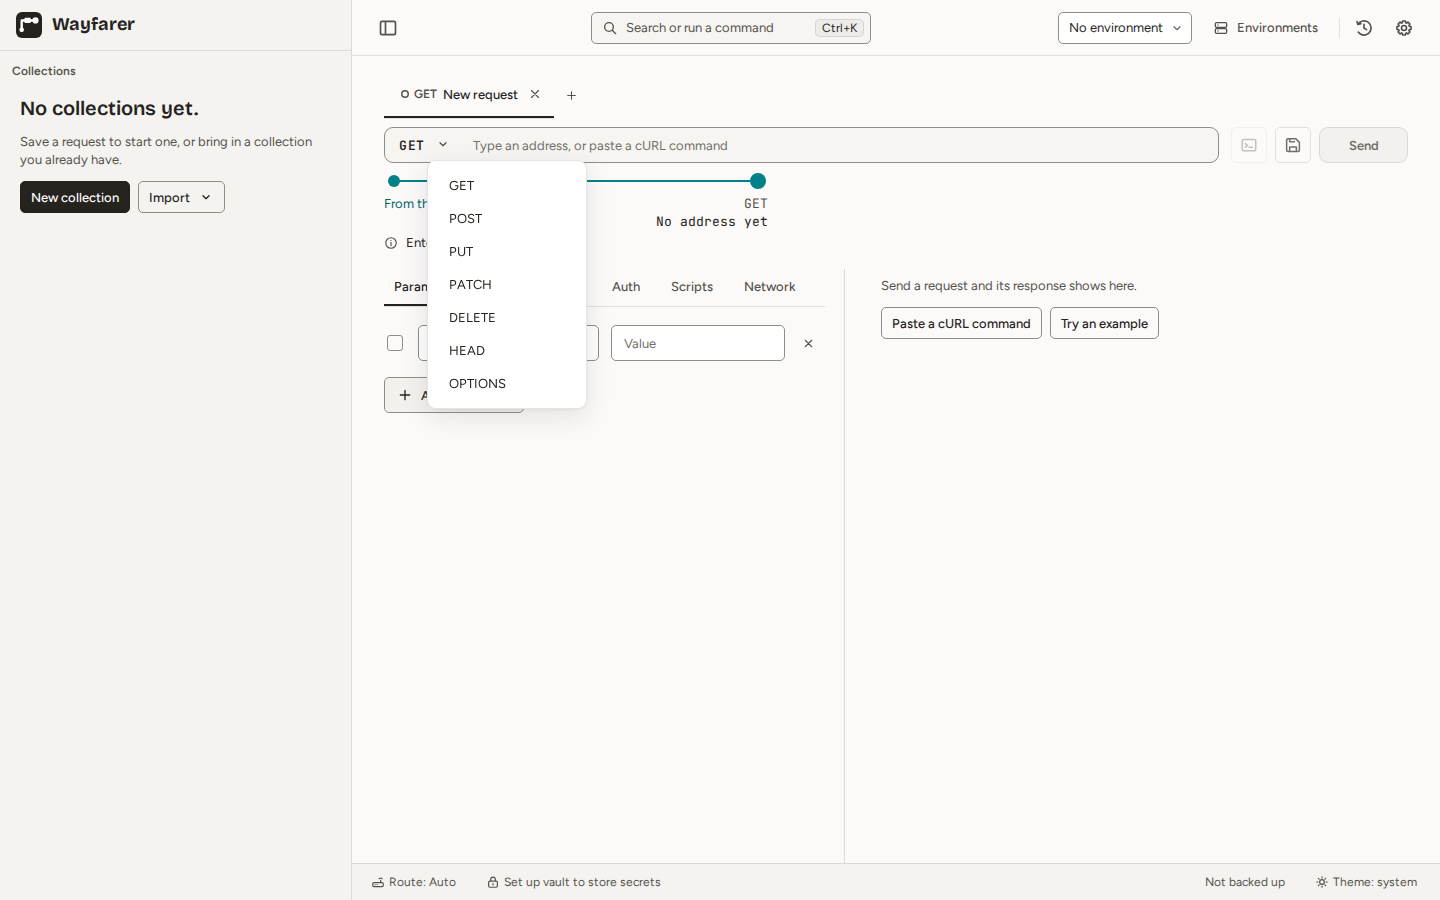 Wayfarer
Search or run a command
Ctrl+K
No environment
Environments
Collections
No collections yet.
Save a request to start one, or bring in a collection
you already have.
New collection
Import
GET New request
GET
Type an address, or paste a cURL command
Send
GET
POST
PUT
PATCH
DELETE
HEAD
OPTIONS
From th
GET
No address yet
Auth
Scripts
Network
Value
Send a request and its response shows here.
Paste a cURL command
Try an example
Route: Auto
Set up vault to store secrets
Not backed up
Theme: system